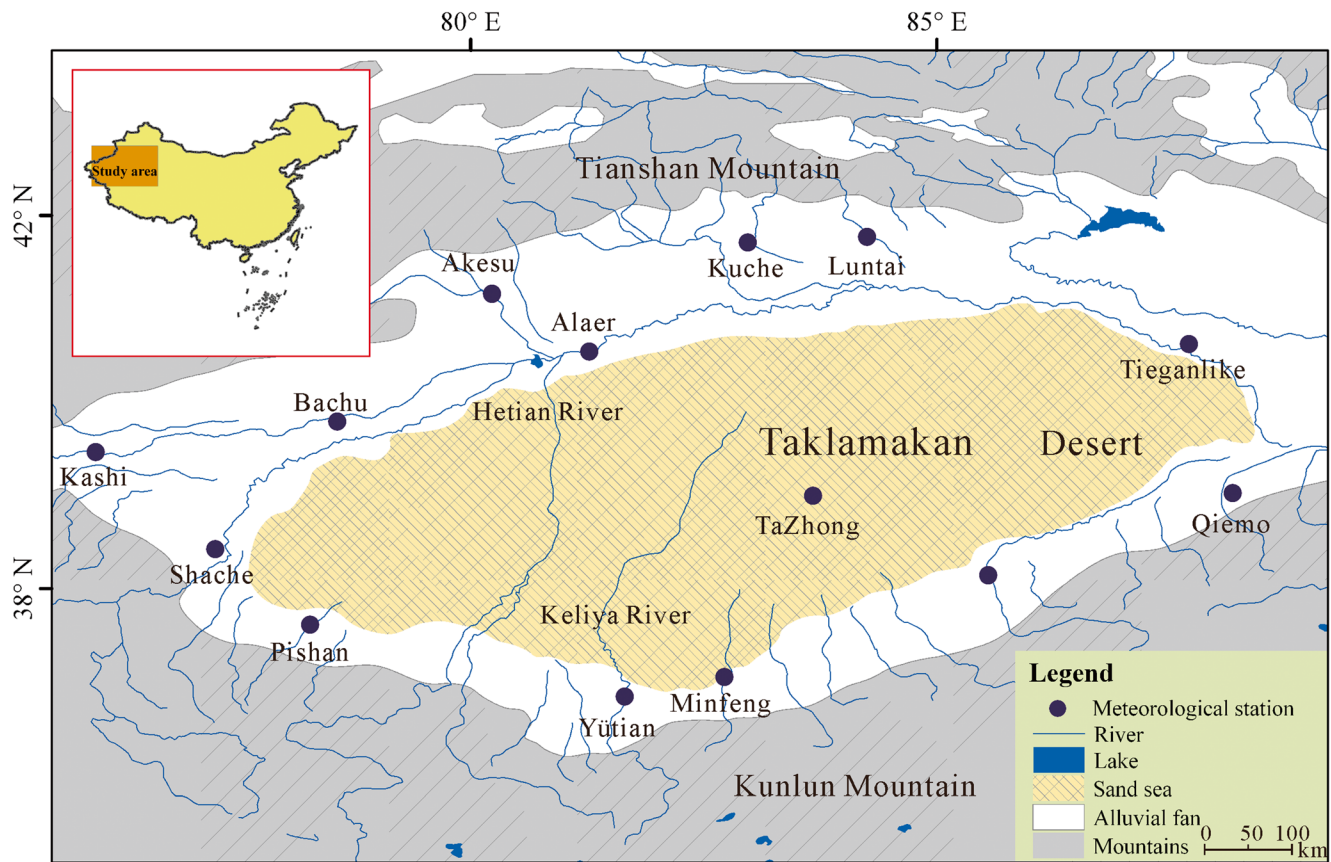 80° E
85° E
42° N
38° N
Study area
Tianshan Mountain
Akesu
Kuche
Luntai
Alaer
Tieganlike
Bachu
Hetian River
Taklamakan Desert
Kashi
TaZhong
Qiemo
Shache
Keliya River
Pishan
Minfeng
Yütian
Kunlun Mountain
Legend
Meteorological station
River
Lake
Sand sea
Alluvial fan
Mountains
0 50 100
km